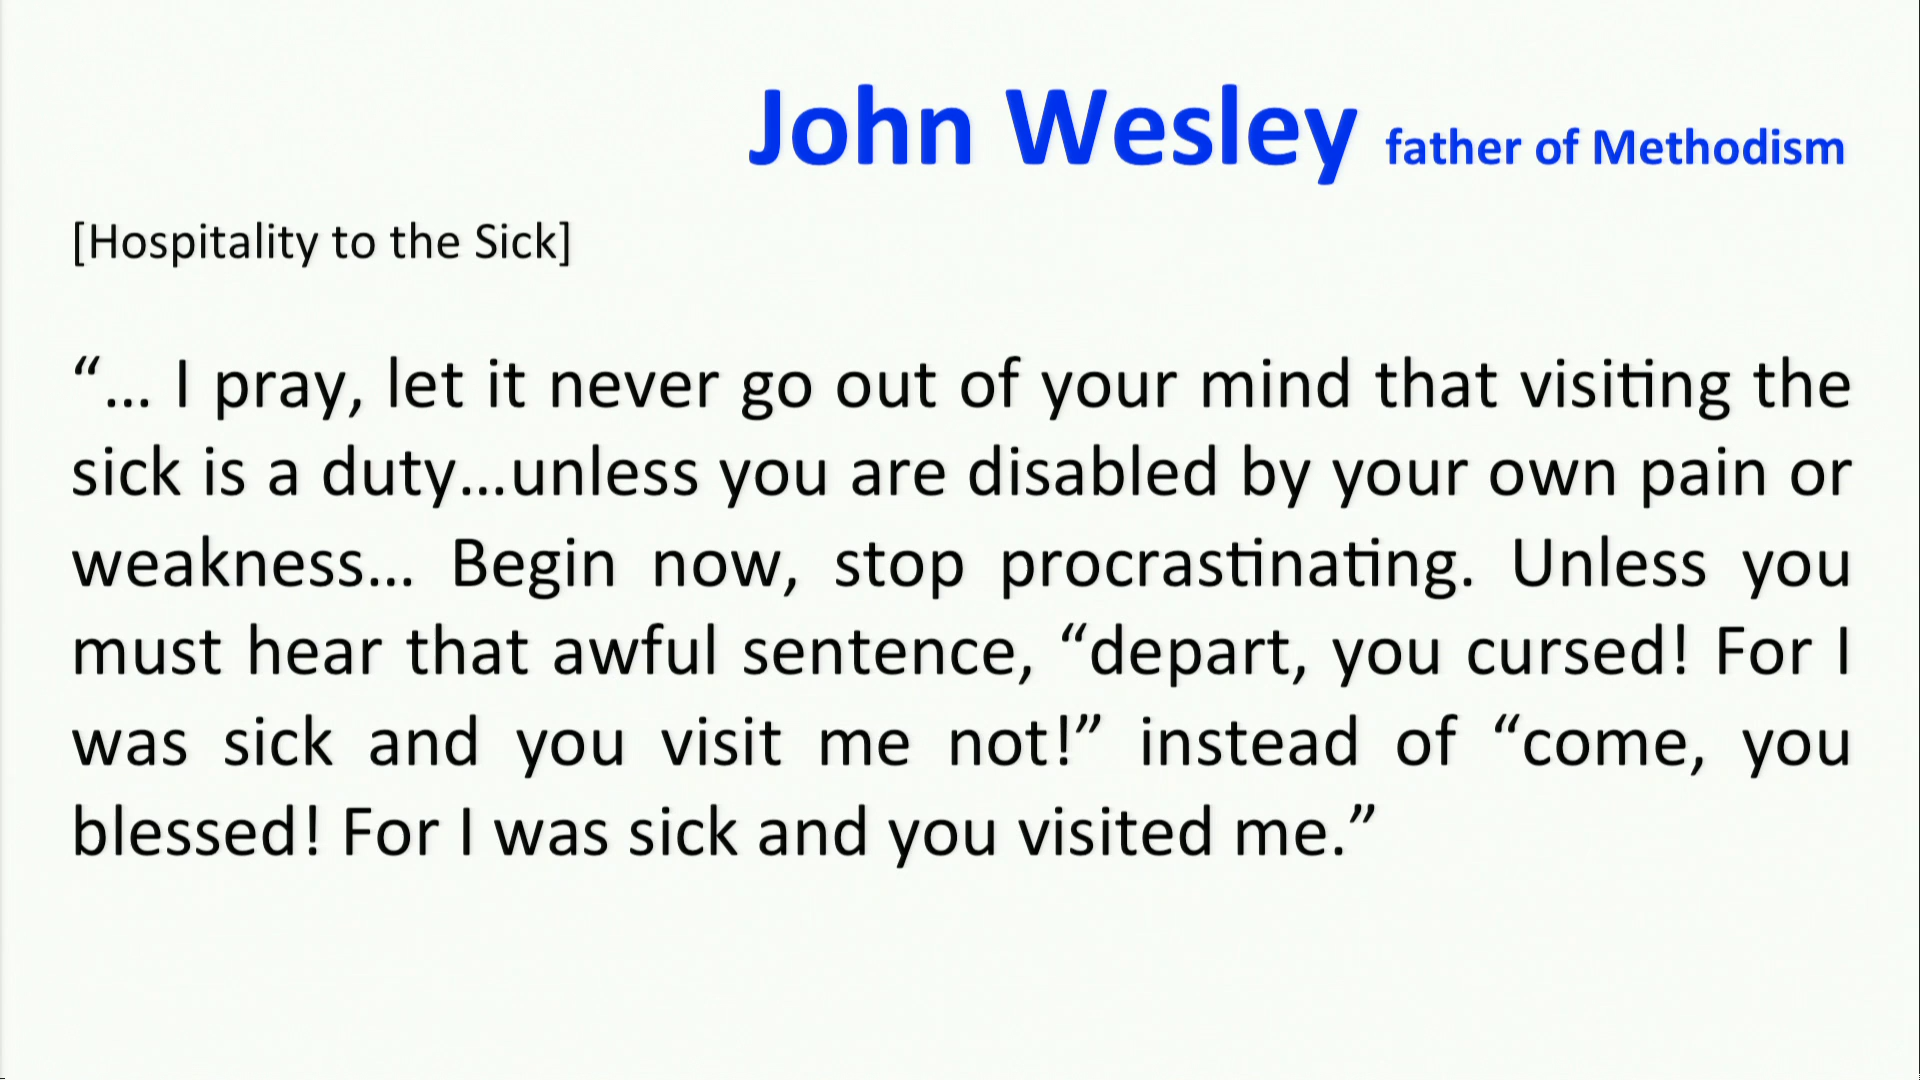 John Wesley father of Methodism
[Hospitality to the Sick]
“… I pray, let it never go out of your mind that visiting the
sick is a duty…unless you are disabled by your own pain or
weakness… Begin now, stop procrastinating. Unless you
must hear that awful sentence, “depart, you cursed! For I
was sick and you visit me not!” instead of “come, you
blessed! For I was sick and you visited me.”